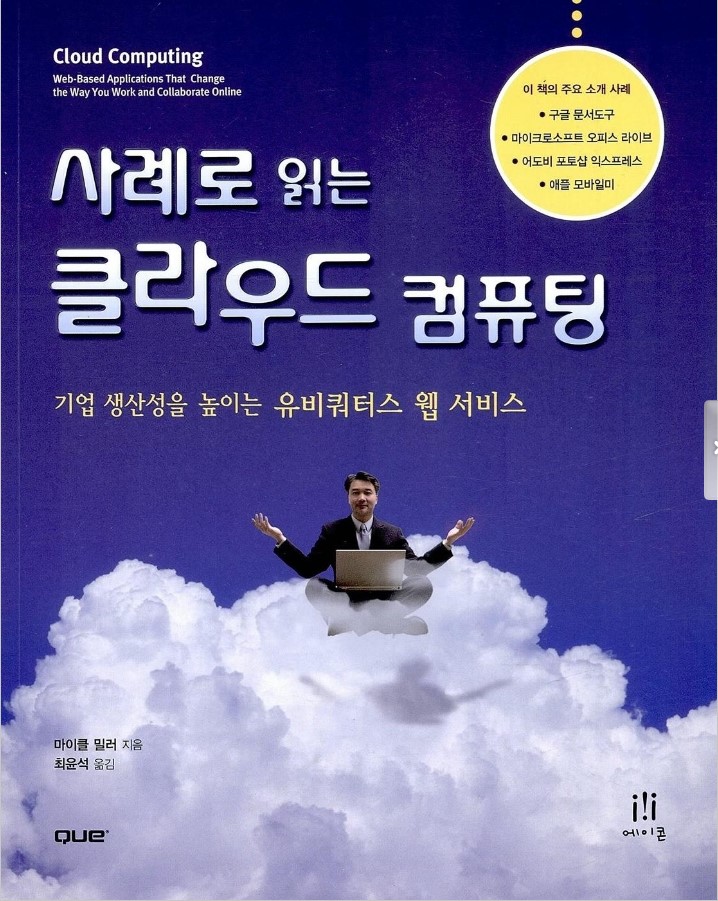 Cloud Computing
Web-Based Applications That Change
the Way You Work and Collaborate Online
이 책의 주요 소개 사례
• 구글 문서도구
• 마이크로소프트 오피스 라이브
• 어도비 포토샵 익스프레스
• 애플 모바일미
사례로 읽는
클라우드 컴퓨팅
기업 생산성을 높이는 유비쿼터스 웹 서비스
마이클 밀러 지음
최윤석 옮김
QUE®
에이콘